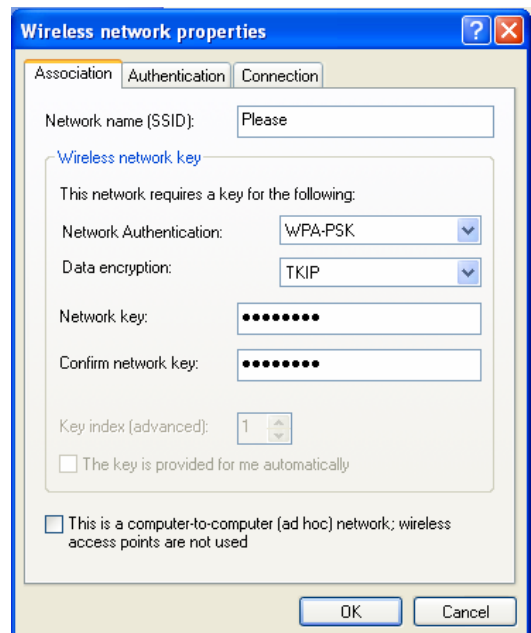 Wireless network properties
Association Authentication Connection
Network name (SSID): Please
Wireless network key
This network requires a key for the following:
Network Authentication: WPA-PSK
Data encryption: TKIP
Network key: ●●●●●●●●
Confirm network key: ●●●●●●●●
Key index (advanced): 1
The key is provided for me automatically
This is a computer-to-computer (ad hoc) network; wireless
access points are not used
OK Cancel